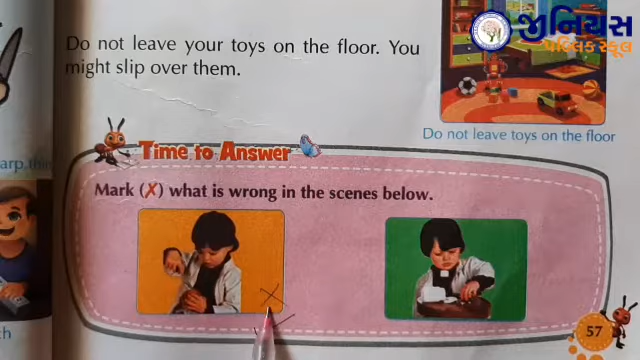 જીનિયસ
પબ્લિક સ્કૂલ
Do not leave your toys on the floor. You
might slip over them.
Do not leave toys on the floor
Time to Answer
Mark (✗) what is wrong in the scenes below.
57